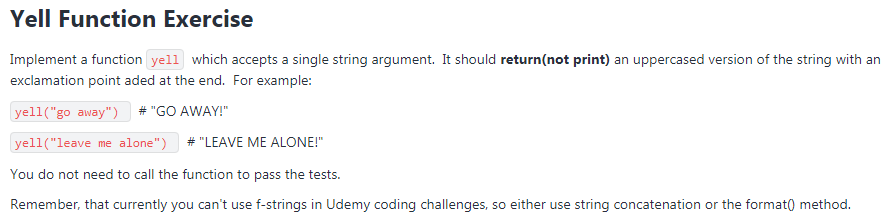 Yell Function Exercise
Implement a function yell which accepts a single string argument. It should return(not print) an uppercased version of the string with an
exclamation point aded at the end. For example:
yell("go away") # "GO AWAY!"
yell("leave me alone") # "LEAVE ME ALONE!"
You do not need to call the function to pass the tests.
Remember, that currently you can't use f-strings in Udemy coding challenges, so either use string concatenation or the format() method.